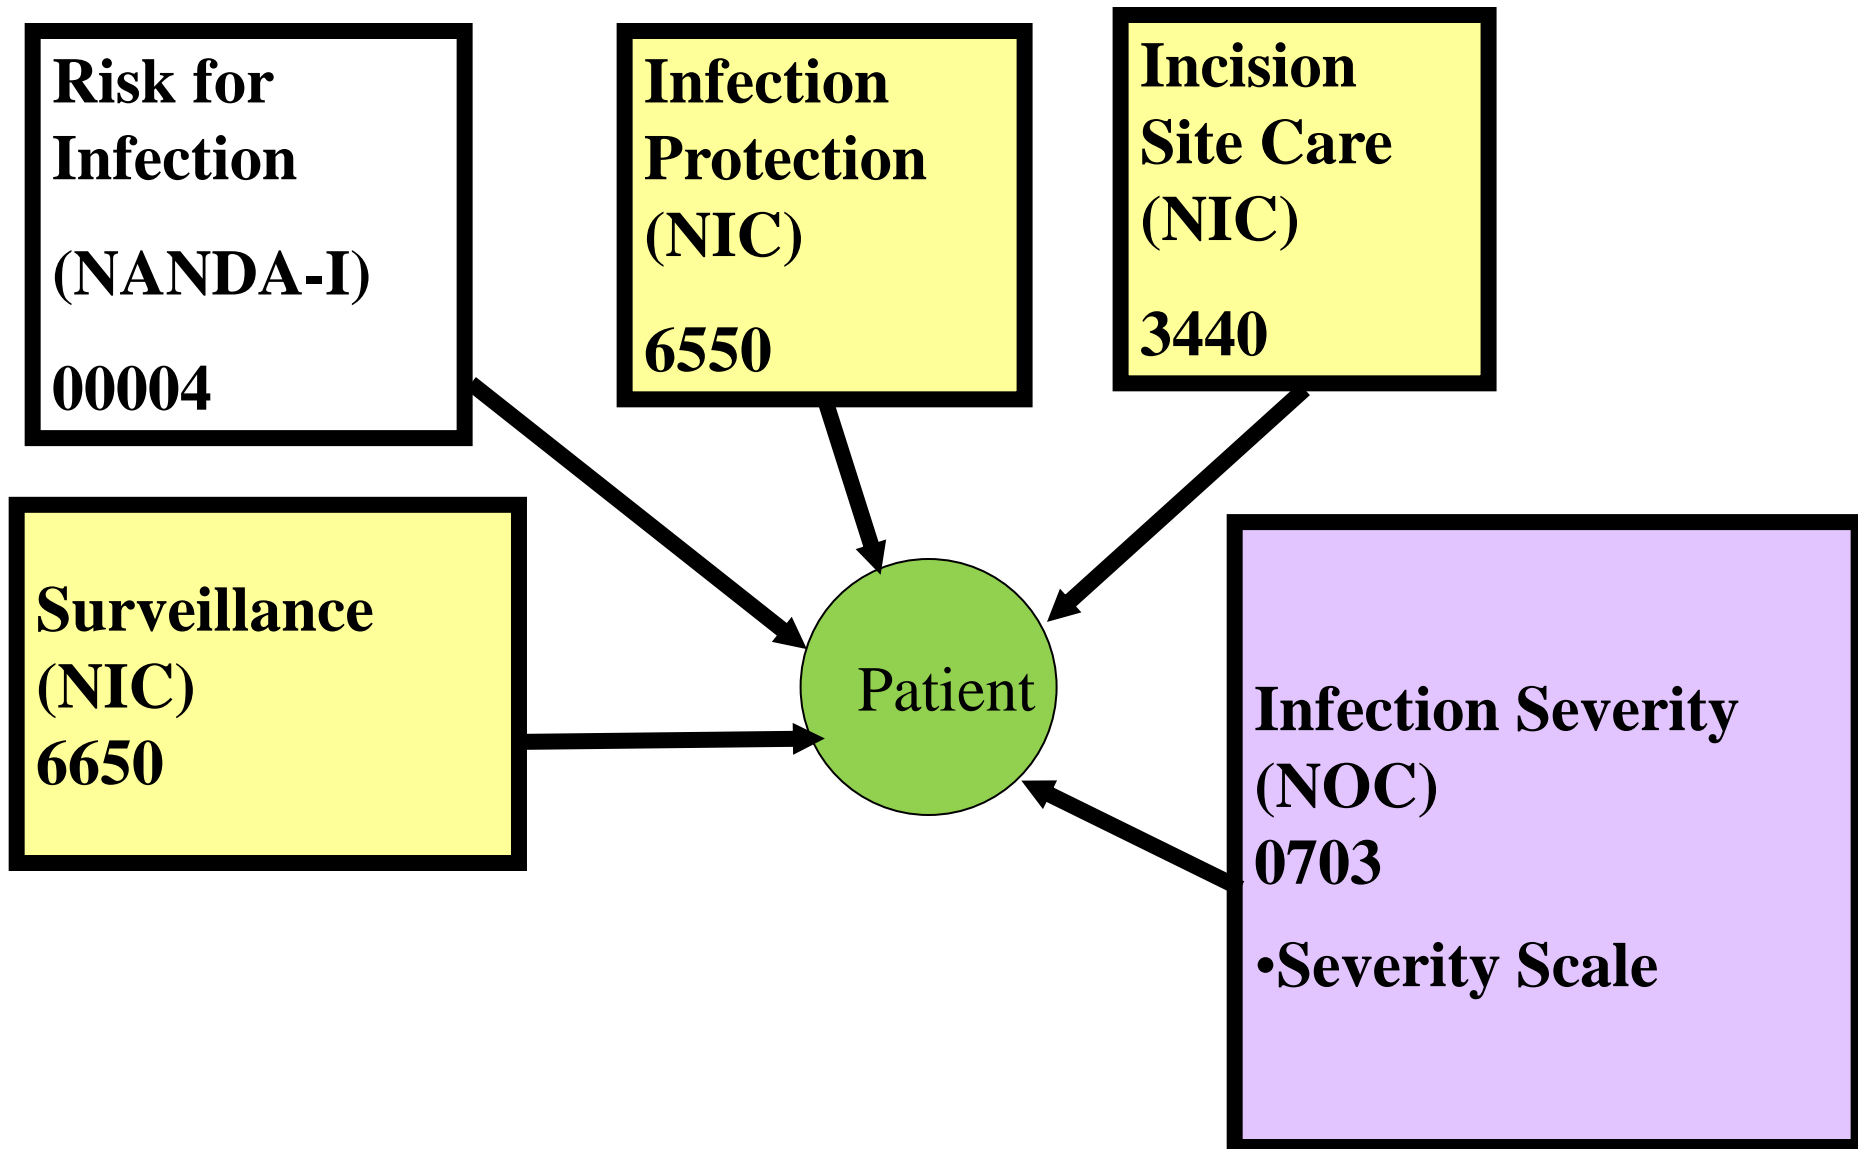 Risk for
Infection
(NANDA-I)
00004
Infection
Protection
(NIC)
6550
Incision
Site Care
(NIC)
3440
Surveillance
(NIC)
6650
Patient
Infection Severity
(NOC)
0703
•Severity Scale